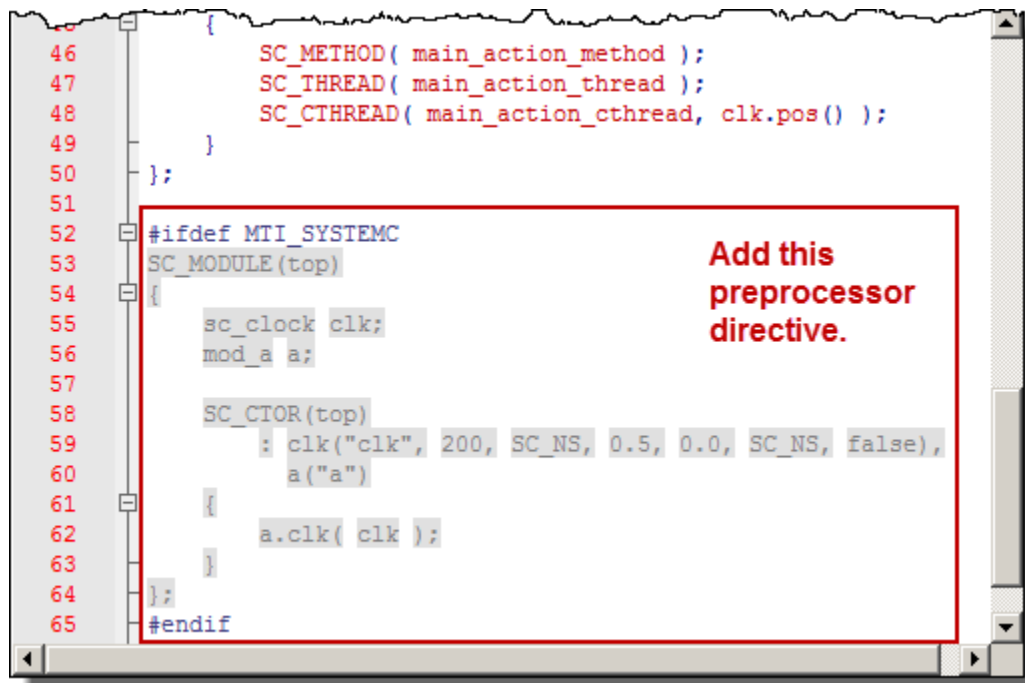 {
46 SC_METHOD( main_action_method );
47 SC_THREAD( main_action_thread );
48 SC_CTHREAD( main_action_cthread, clk.pos() );
49 }
50 };
51
52 #ifdef MTI_SYSTEMC
53 SC_MODULE(top)
54 {
55 sc_clock clk;
56 mod_a a;
57
58 SC_CTOR(top)
59 : clk("clk", 200, SC_NS, 0.5, 0.0, SC_NS, false),
60 a("a")
61 {
62 a.clk( clk );
63 }
64 };
65 #endif
Add this
preprocessor
directive.